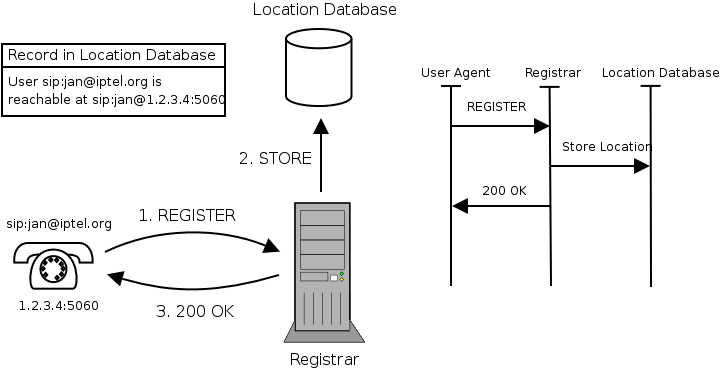 Location Database
Record in Location Database
User sip:jan@iptel.org is
reachable at sip:jan@1.2.3.4:5060
2. STORE
sip:jan@iptel.org
1. REGISTER
1.2.3.4:5060
3. 200 OK
Registrar
User Agent
Registrar
Location Database
REGISTER
Store Location
200 OK